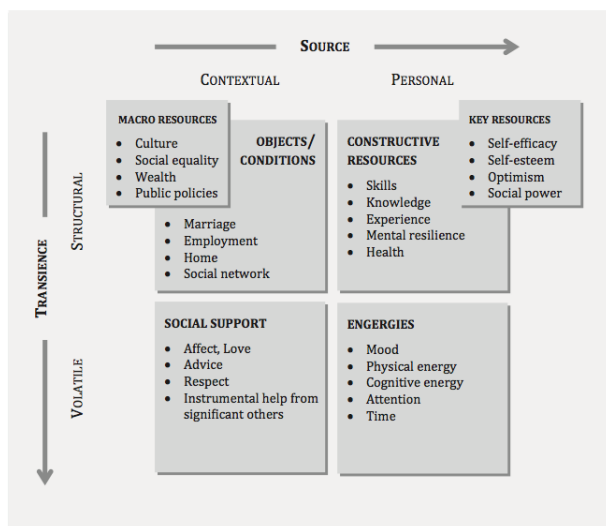 SOURCE
CONTEXTUAL
PERSONAL
TRANSIENCE
STRUCTURAL
VOLATILE
MACRO RESOURCES
• Culture
• Social equality
• Wealth
• Public policies
OBJECTS/
CONDITIONS
• Marriage
• Employment
• Home
• Social network
CONSTRUCTIVE
RESOURCES
• Skills
• Knowledge
• Experience
• Mental resilience
• Health
KEY RESOURCES
• Self-efficacy
• Self-esteem
• Optimism
• Social power
SOCIAL SUPPORT
• Affect, Love
• Advice
• Respect
• Instrumental help from
significant others
ENGERGIES
• Mood
• Physical energy
• Cognitive energy
• Attention
• Time